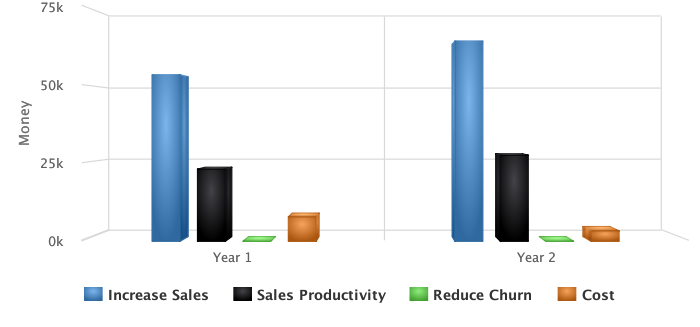 75k
50k
25k
0k
Money
Year 1
Year 2
Increase Sales
Sales Productivity
Reduce Churn
Cost